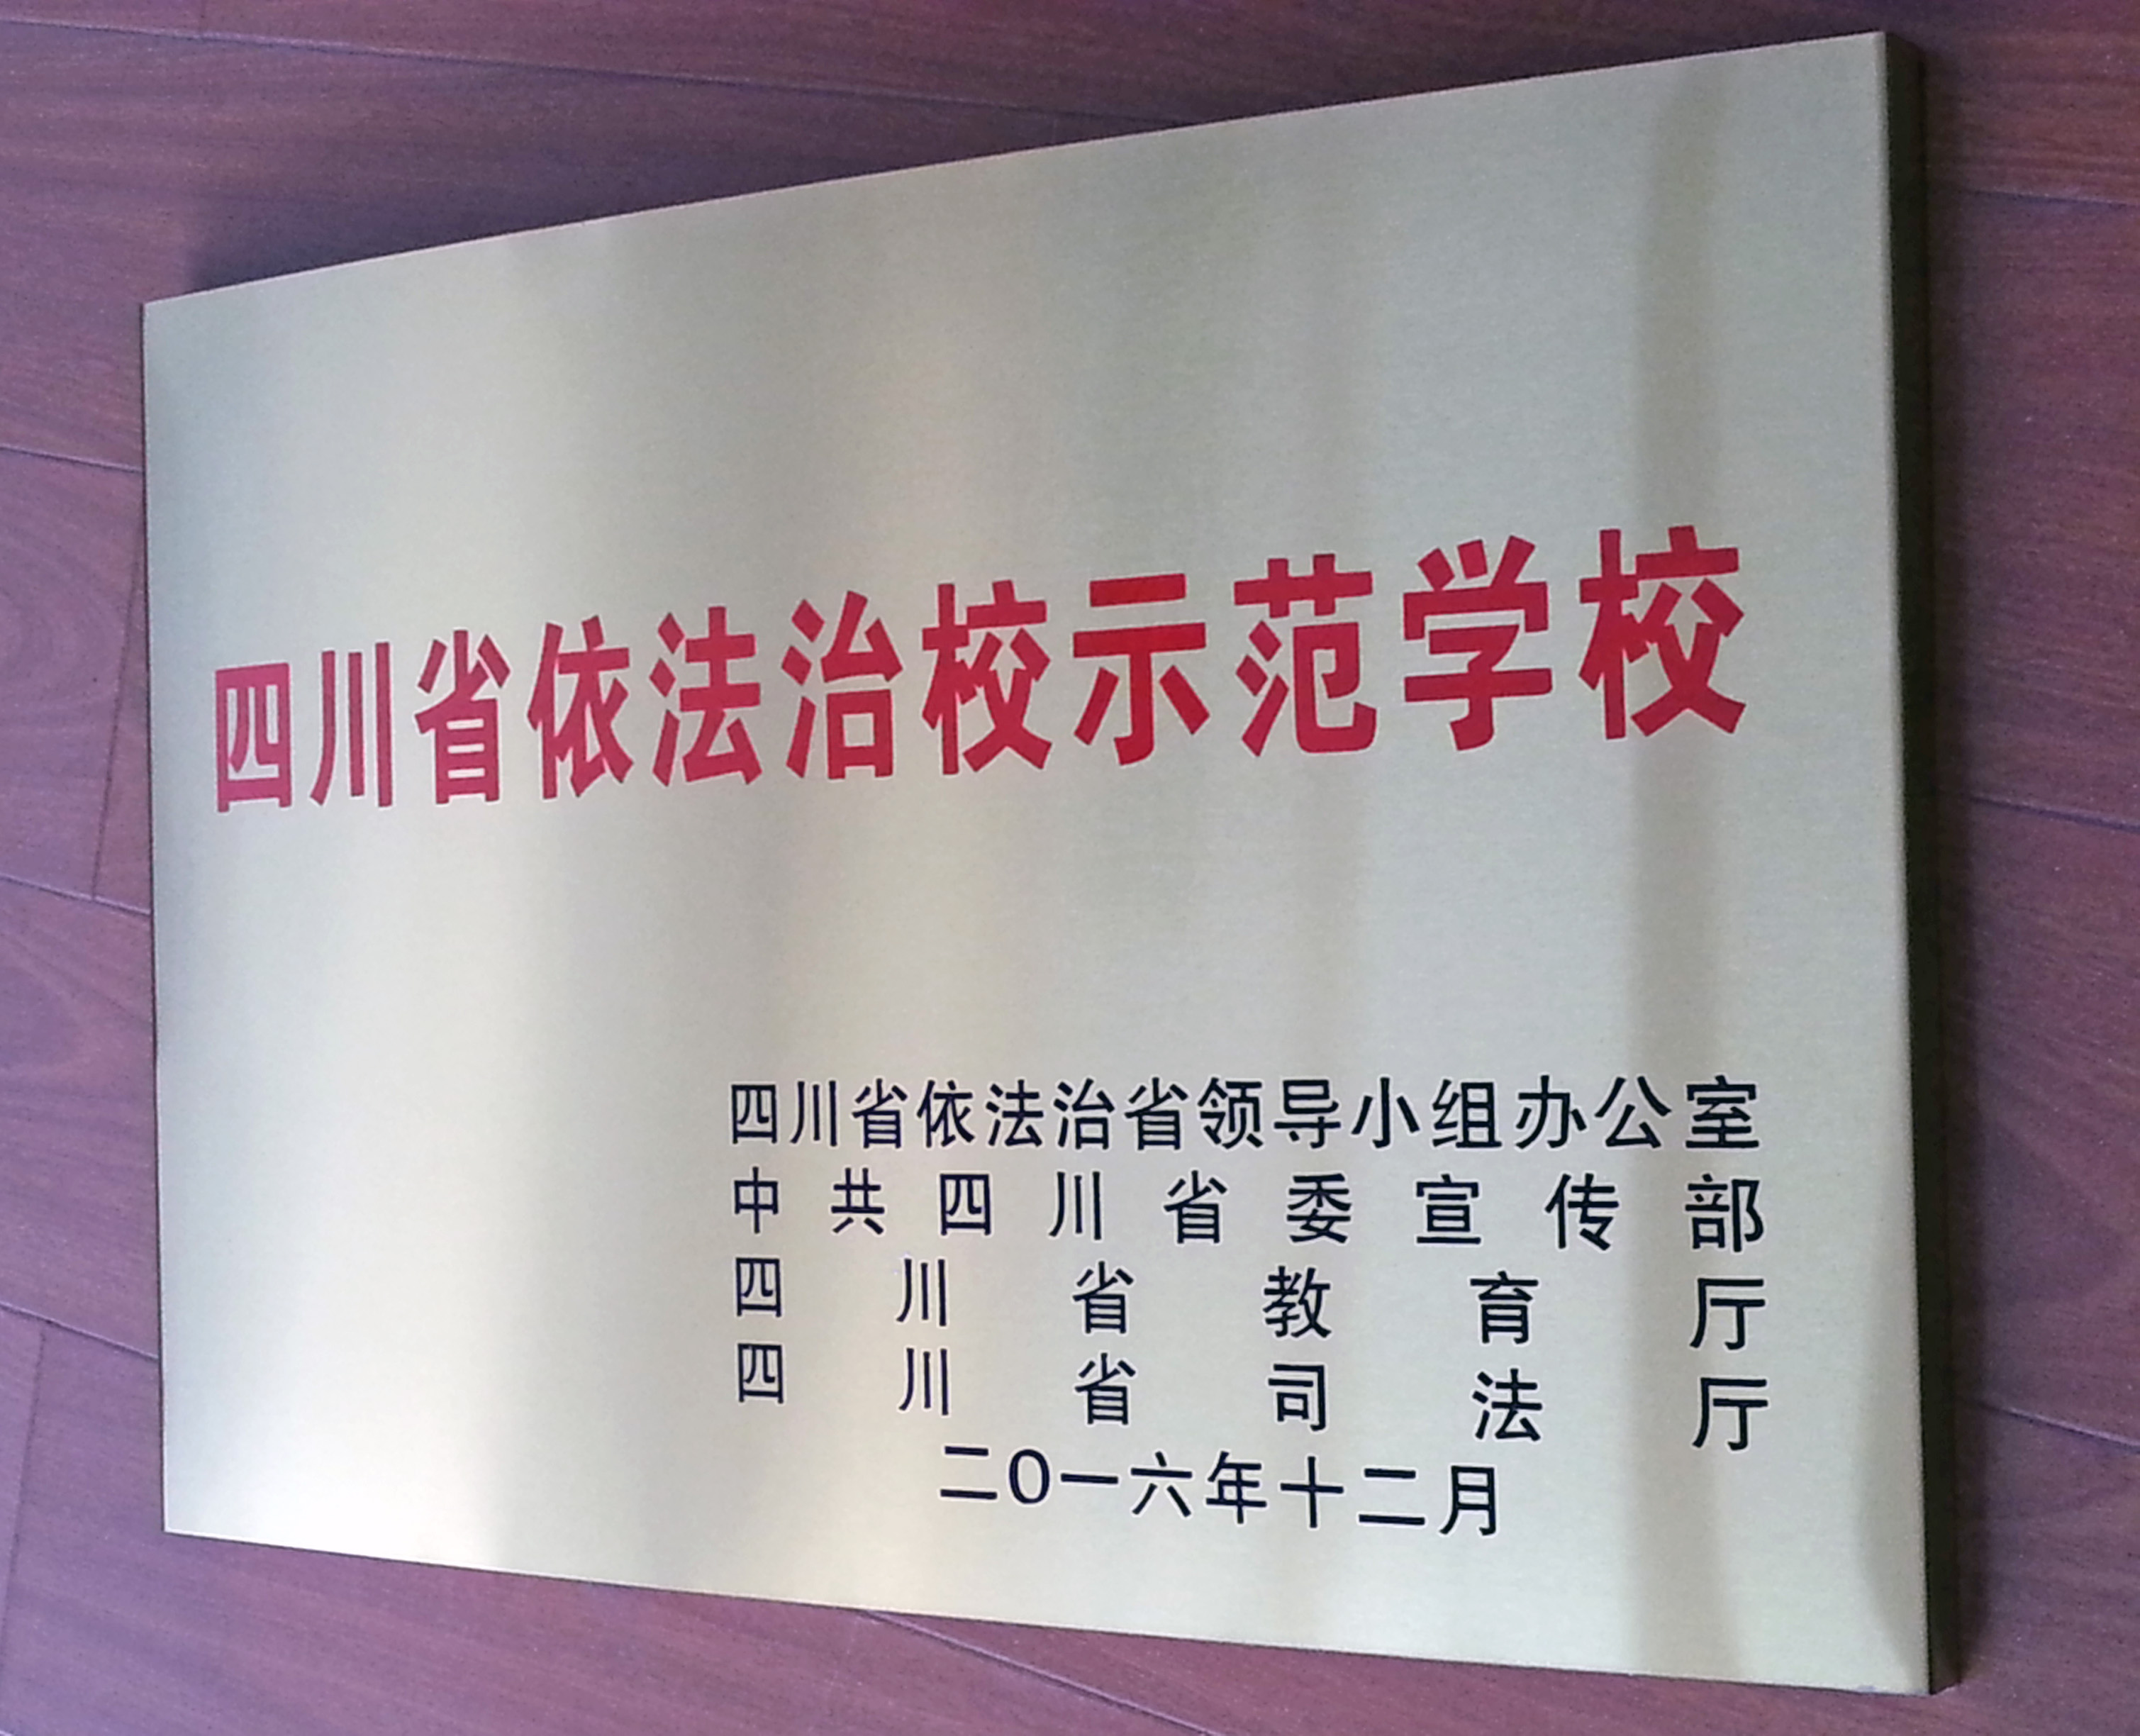 四川省依法治校示范学校
四川省依法治省领导小组办公室
中共四川省委宣传部
四川省教育厅
四川省司法厅
二〇一六年十二月